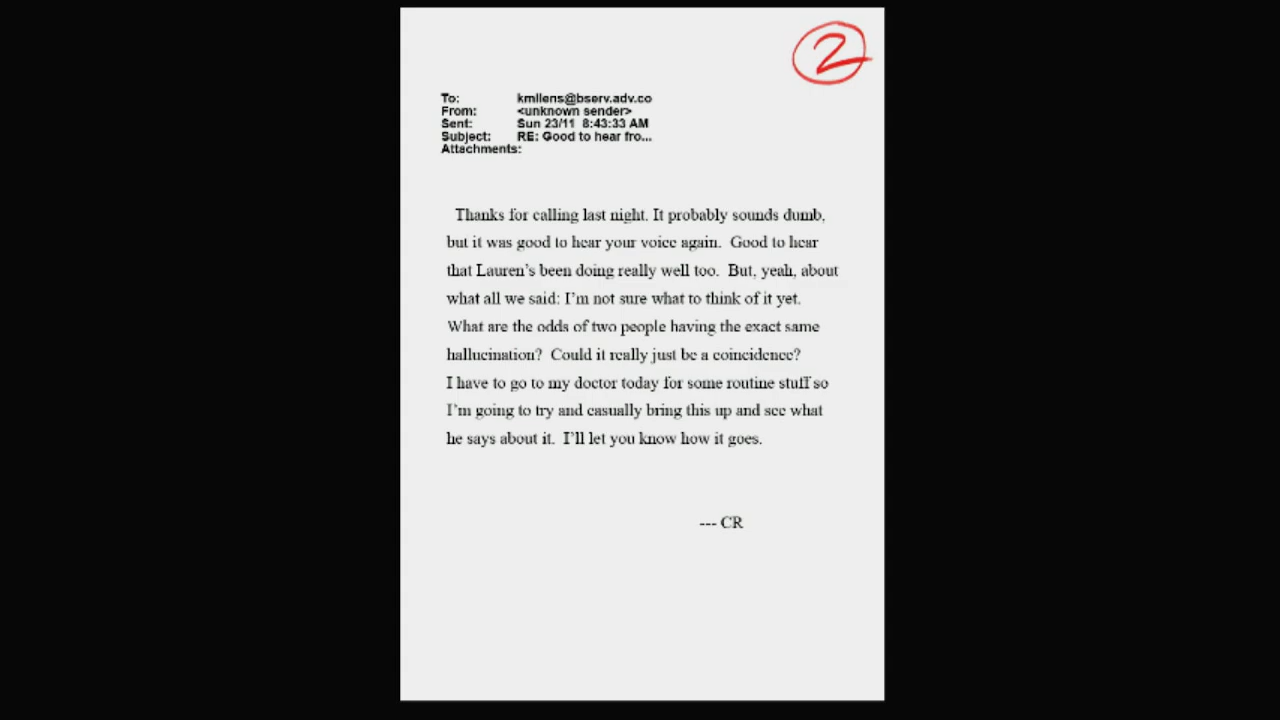 2
To: kmllens@bserv.adv.co
From: <unknown sender>
Sent: Sun 23/11 8:43:33 AM
Subject: RE: Good to hear fro...
Attachments:
Thanks for calling last night. It probably sounds dumb,
but it was good to hear your voice again. Good to hear
that Lauren's been doing really well too. But, yeah, about
what all we said: I'm not sure what to think of it yet.
What are the odds of two people having the exact same
hallucination? Could it really just be a coincidence?
I have to go to my doctor today for some routine stuff so
I'm going to try and casually bring this up and see what
he says about it. I'll let you know how it goes.
--- CR